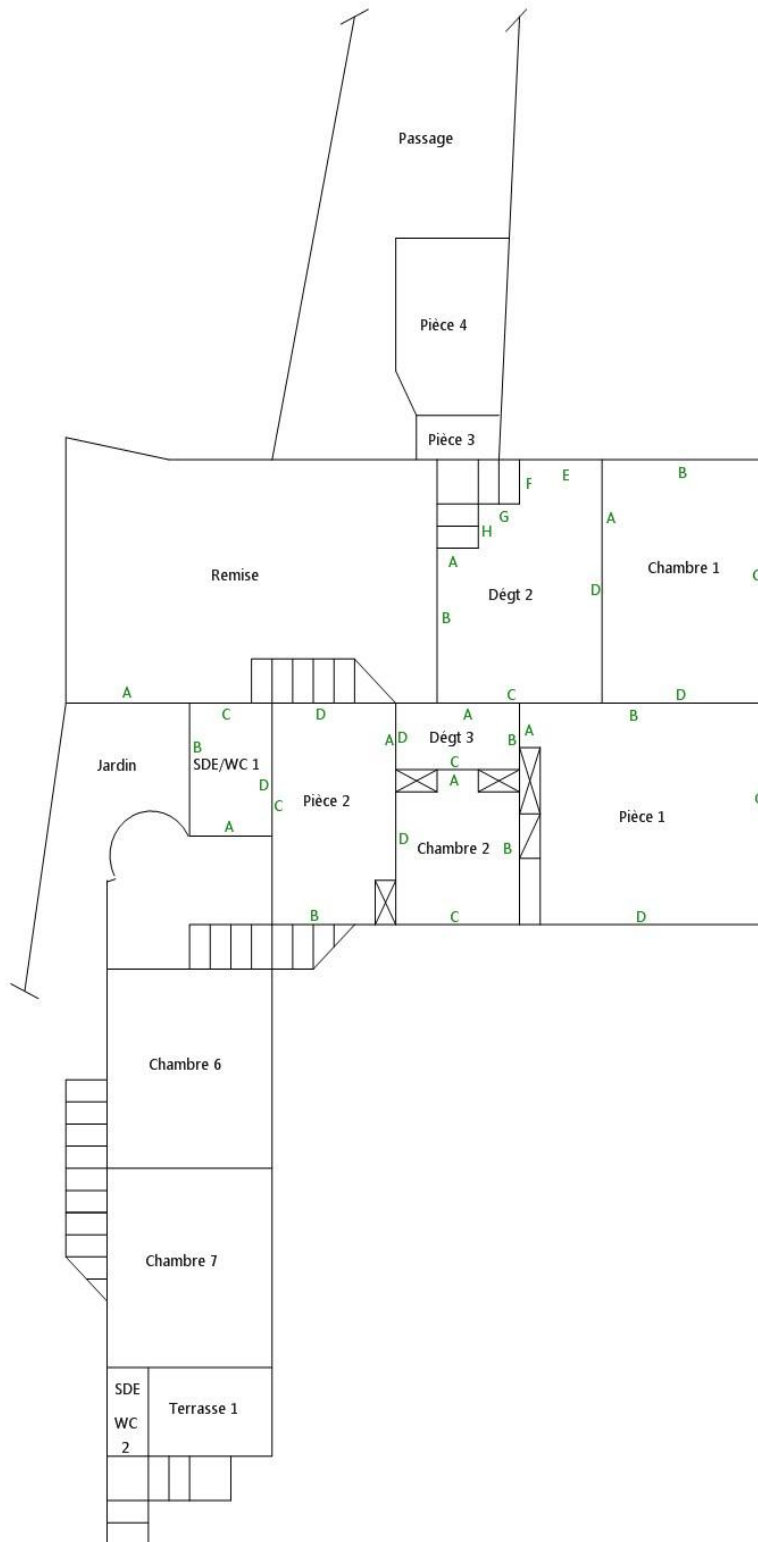 Passage
Pièce 4
Pièce 3
B
E
F
G
A
H
A
Chambre 1
C
Remise
Dégt 2
D
B
A
C
D
C
D
A
B
A
Dégt 3
D
B
B
Jardin
SDE/WC 1
C
A
D
C
Pièce 2
C
Pièce 1
A
D
Chambre 2
B
B
C
D
Chambre 6
Chambre 7
SDE
WC
2
Terrasse 1